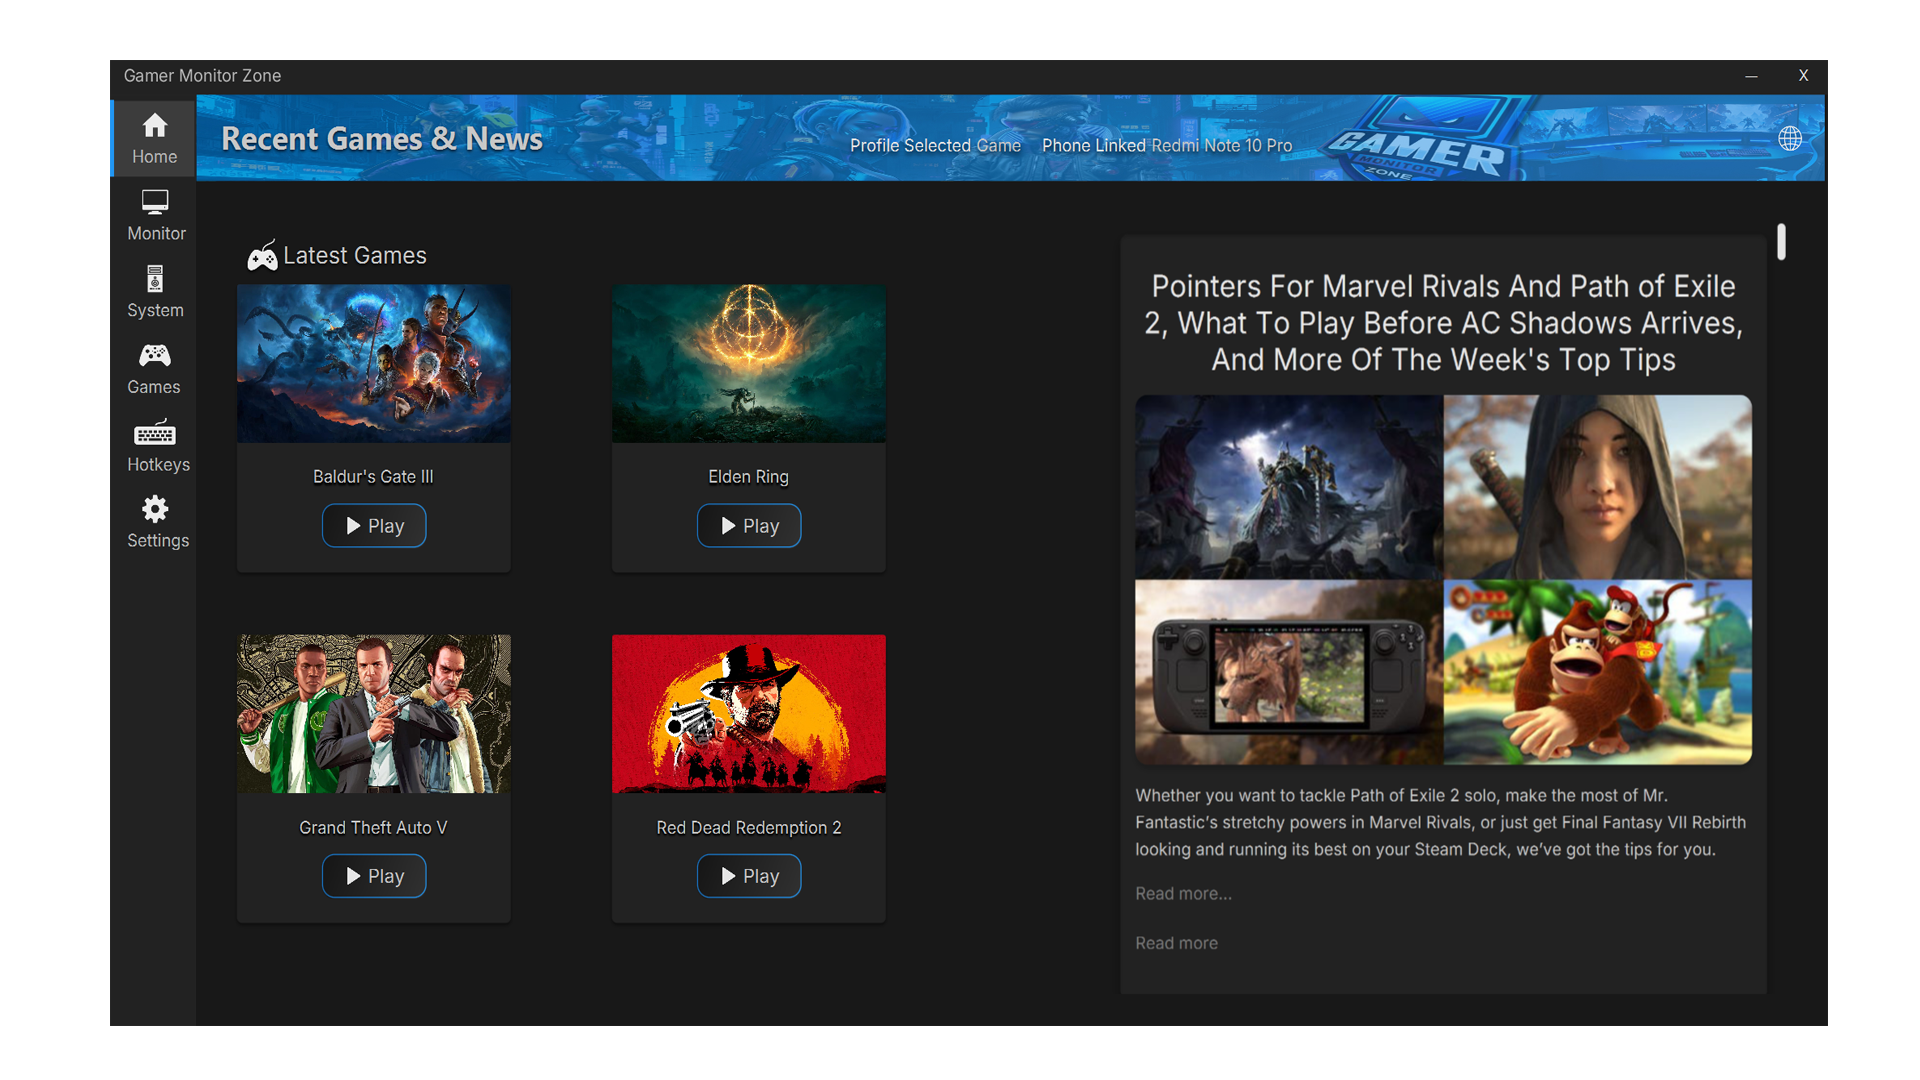 Gamer Monitor Zone
X
Home
Monitor
System
Games
Hotkeys
Settings
Recent Games & News
Profile Selected Game
Phone Linked Redmi Note 10 Pro
GAMER
MONITOR
ZONE
Latest Games
Baldur's Gate III
Play
Elden Ring
Play
Grand Theft Auto V
Play
Red Dead Redemption 2
Play
Pointers For Marvel Rivals And Path of Exile
2, What To Play Before AC Shadows Arrives,
And More Of The Week's Top Tips
Whether you want to tackle Path of Exile 2 solo, make the most of Mr.
Fantastic’s stretchy powers in Marvel Rivals, or just get Final Fantasy VII Rebirth
looking and running its best on your Steam Deck, we’ve got the tips for you.
Read more...
Read more